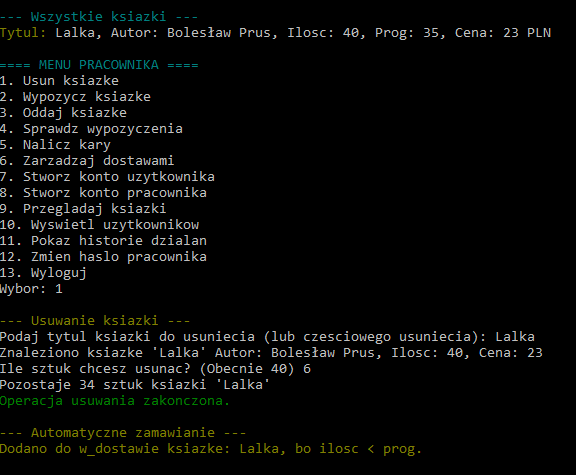 --- Wszystkie ksiazki ---
Tytul: Lalka, Autor: Bolesław Prus, Ilosc: 40, Prog: 35, Cena: 23 PLN
==== MENU PRACOWNIKA ====
1. Usun ksiazke
2. Wypozycz ksiazke
3. Oddaj ksiazke
4. Sprawdz wypozyczenia
5. Nalicz kary
6. Zarzadzaj dostawami
7. Stworz konto uzytkownika
8. Stworz konto pracownika
9. Przegladaj ksiazki
10. Wyswietl uzytkownikow
11. Pokaz historie dzialan
12. Zmien haslo pracownika
13. Wyloguj
Wybor: 1
--- Usuwanie ksiazki ---
Podaj tytul ksiazki do usuniecia (lub czesciowego usuniecia): Lalka
Znaleziono ksiazke 'Lalka' Autor: Bolesław Prus, Ilosc: 40, Cena: 23
Ile sztuk chcesz usunac? (Obecnie 40) 6
Pozostaje 34 sztuk ksiazki 'Lalka'
Operacja usuwania zakonczona.
--- Automatyczne zamawianie ---
Dodano do w_dostawie ksiazke: Lalka, bo ilosc < prog.